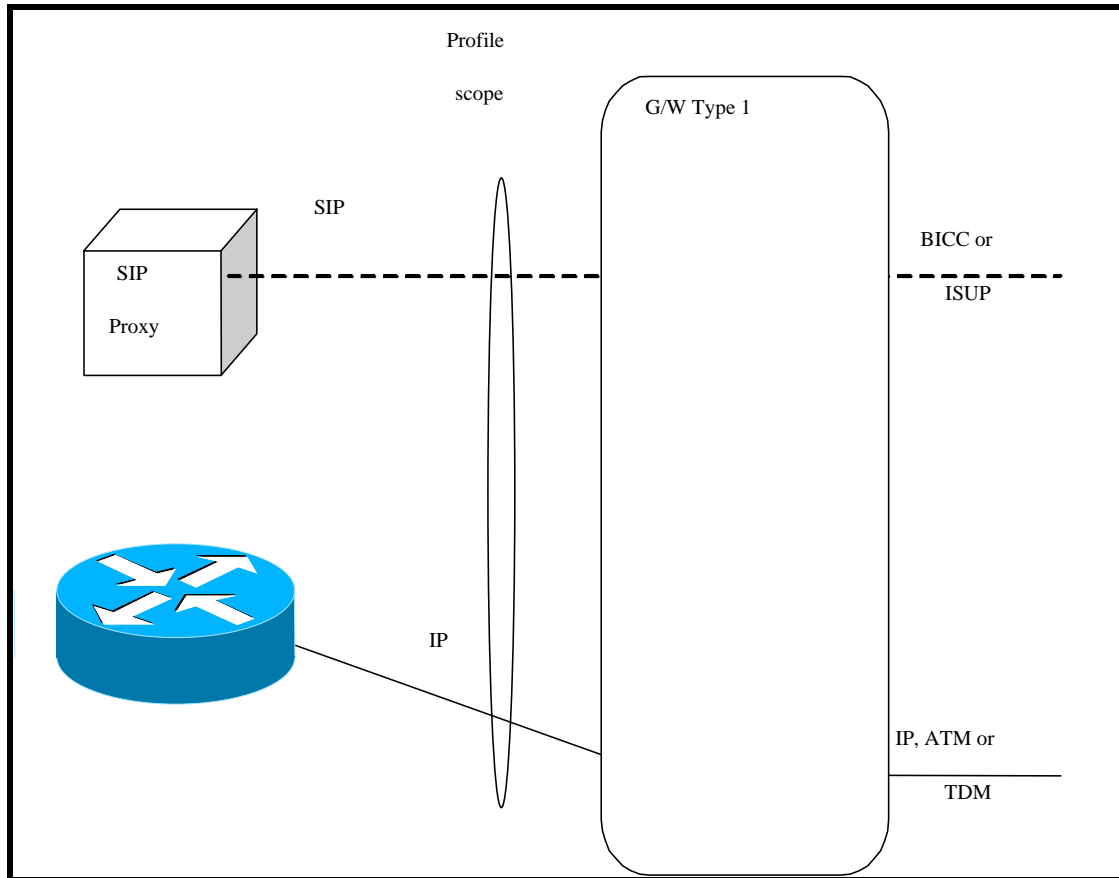 Profile
scope
G/W Type 1
SIP
BICC or
ISUP
SIP
Proxy
IP
IP, ATM or
TDM